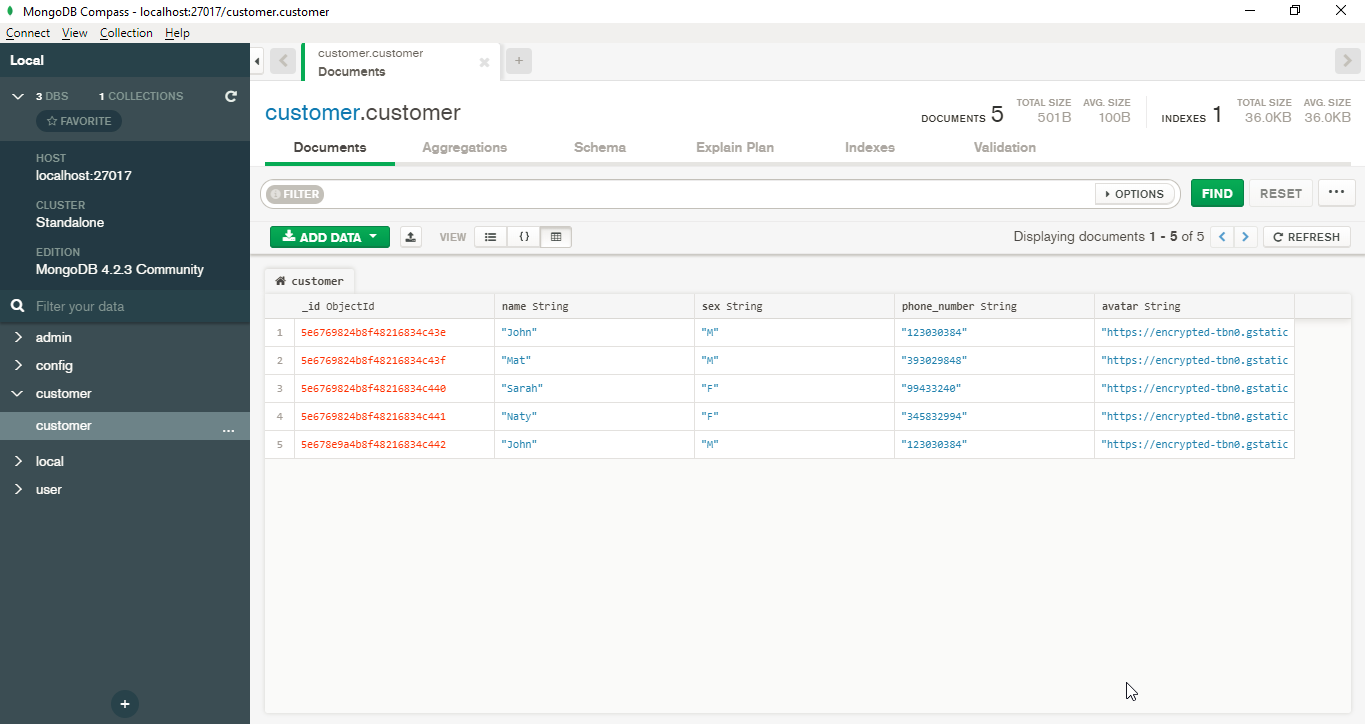 MongoDB Compass - localhost:27017/customer.customer
Connect View Collection Help
Local
3 DBS 1 COLLECTIONS
FAVORITE
HOST
localhost:27017
CLUSTER
Standalone
EDITION
MongoDB 4.2.3 Community
Filter your data
admin
config
customer
customer ...
local
user
+
customer.customer
Documents
+
customer.customer
DOCUMENTS 5 TOTAL SIZE 501B AVG. SIZE 100B INDEXES 1 TOTAL SIZE 36.0KB AVG. SIZE 36.0KB
Documents Aggregations Schema Explain Plan Indexes Validation
FILTER OPTIONS FIND RESET ...
ADD DATA VIEW {} Displaying documents 1 - 5 of 5 < > REFRESH
customer
_id ObjectId name String sex String phone_number String avatar String
1 5e6769824b8f48216834c43e "John" "M" "123030384" "https://encrypted-tbn0.gstatic
2 5e6769824b8f48216834c43f "Mat" "M" "393029848" "https://encrypted-tbn0.gstatic
3 5e6769824b8f48216834c440 "Sarah" "F" "99433240" "https://encrypted-tbn0.gstatic
4 5e6769824b8f48216834c441 "Naty" "F" "345832994" "https://encrypted-tbn0.gstatic
5 5e678e9a4b8f48216834c442 "John" "M" "123030384" "https://encrypted-tbn0.gstatic